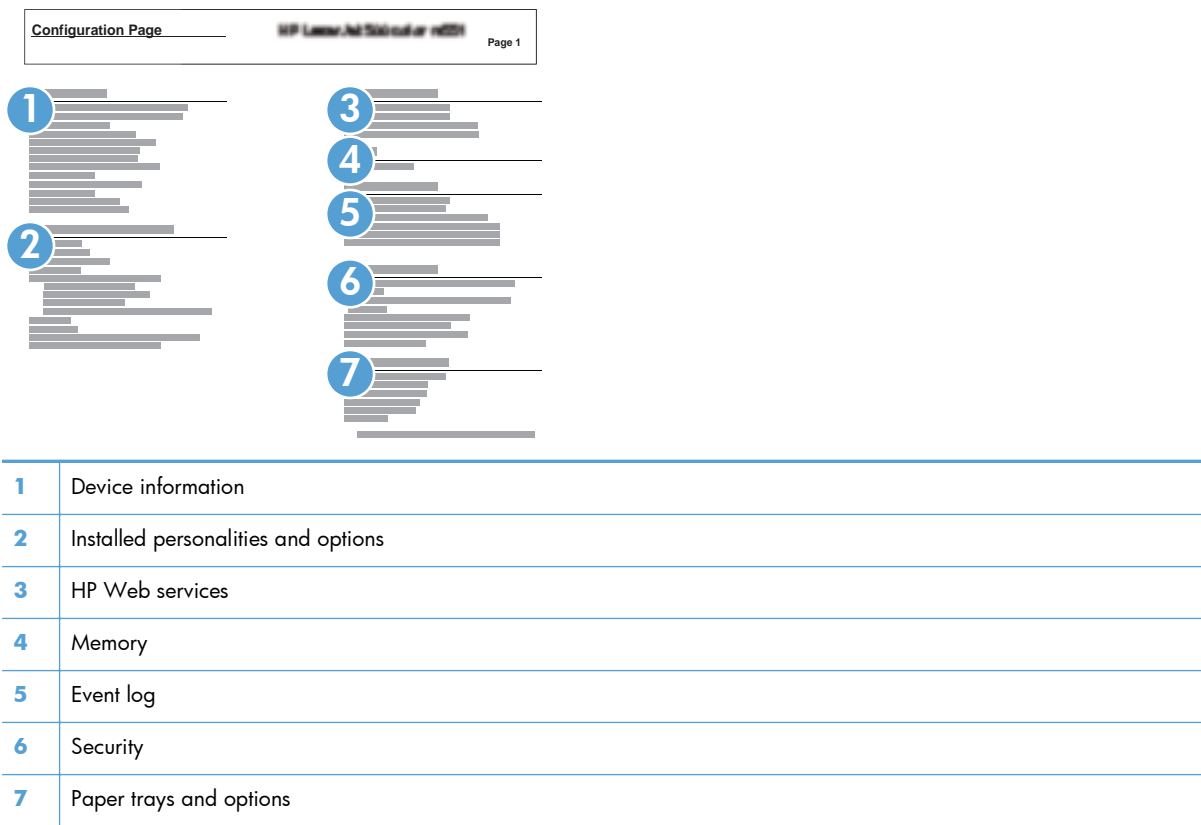 Configuration Page
Page 1
1
2
3
4
5
6
7
1 Device information
2 Installed personalities and options
3 HP Web services
4 Memory
5 Event log
6 Security
7 Paper trays and options